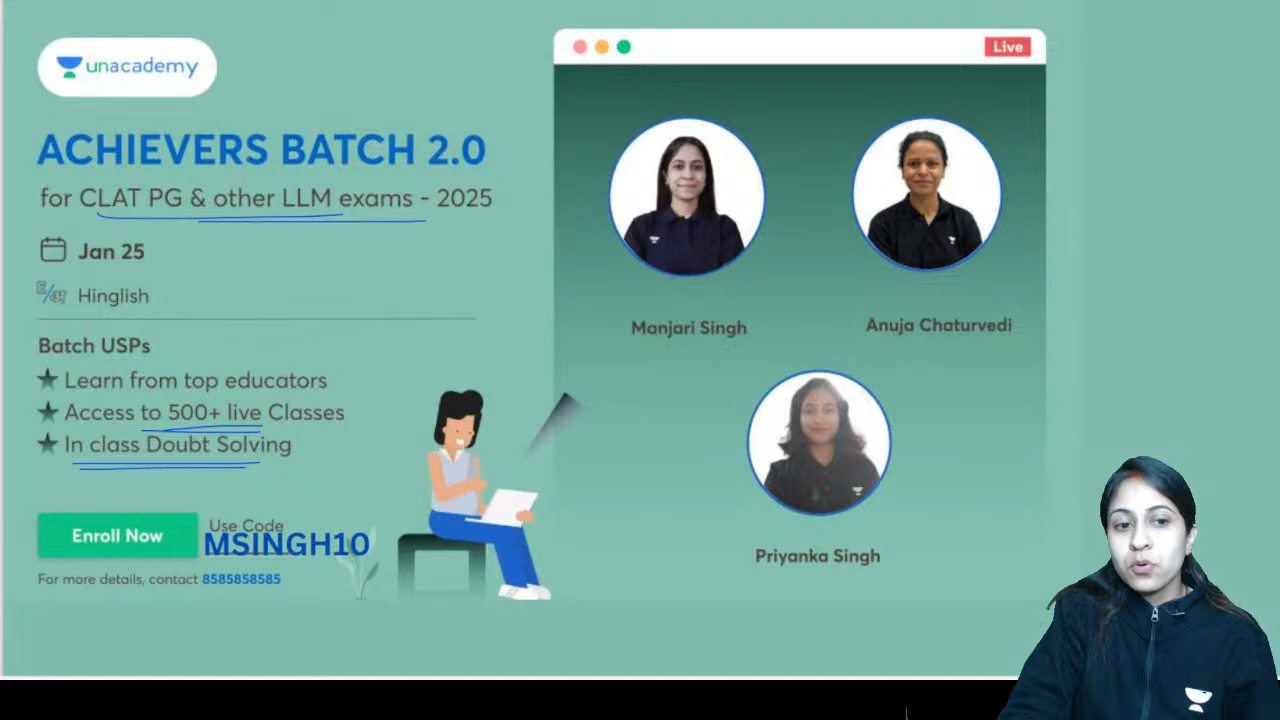 unacademy
ACHIEVERS BATCH 2.0
for CLAT PG & other LLM exams - 2025
Jan 25
Hinglish
Batch USPs
★ Learn from top educators
★ Access to 500+ live Classes
★ In class Doubt Solving
Enroll Now
Use Code
MSINGH10
For more details, contact 8585858585
Live
Manjari Singh
Anuja Chaturvedi
Priyanka Singh